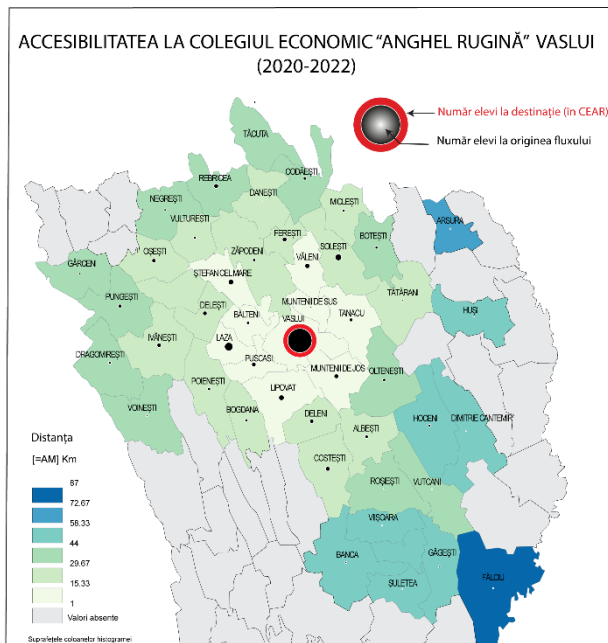 ACCESIBILITATEA LA COLEGIUL ECONOMIC “ANGHEL RUGINĂ” VASLUI
(2020-2022)
Număr elevi la destinație (în CEAR)
Număr elevi la originea fluxului
TĂCUTA
REBRICEA
CODĂEȘTI
DANEȘTI
NEGREȘTI
MICLEȘTI
VULTUREȘTI
ARSURA
FEREȘTI
BOTEȘTI
SOLEȘTI
OȘEȘTI
ZĂPODENI
VĂLENI
GÂRCENI
ȘTEFAN CEL MARE
TĂTĂRANI
PUNGEȘTI
DELEȘTI
MUNTENII DE SUS
HUȘI
BĂLTENI
VASLUI
TANACU
IVĂNEȘTI
LAZA
DRAGOMIREȘTI
PUSCASI
MUNTENII DE JOS
OLTENEȘTI
POIENEȘTI
LIPOVAT
VOINEȘTI
BOGDANA
DELENI
HOCENI
DIMITRIE CANTEMIR
ALBEȘTI
Distanța
[=AM] Km
COSTEȘTI
ROȘIEȘTI
VUTCANI
87
72.67
58.33
44
29.67
15.33
1
Valori absente
VIIȘOARA
BANCA
GĂGEȘTI
ȘULETEA
FĂLCIU
Suprafețele coloanelor histogramei